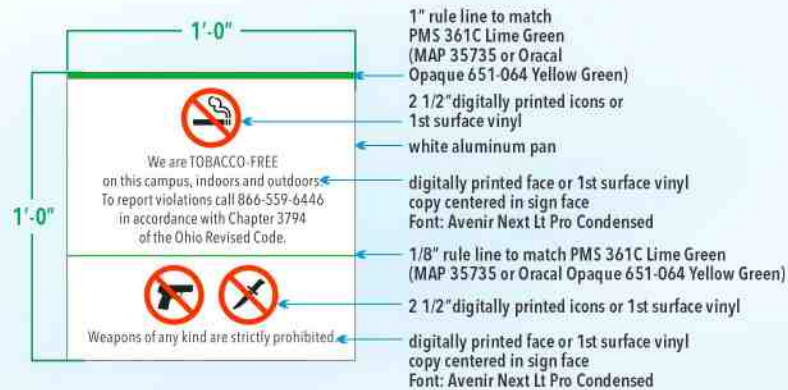 1'-0"
1'-0"
We are TOBACCO-FREE
on this campus, indoors and outdoors.
To report violations call 866-559-6446
in accordance with Chapter 3794
of the Ohio Revised Code.
Weapons of any kind are strictly prohibited.
1" rule line to match
PMS 361C Lime Green
(MAP 35735 or Oracal
Opaque 651-064 Yellow Green)
2 1/2"digitally printed icons or
1st surface vinyl
white aluminum pan
digitally printed face or 1st surface vinyl
copy centered in sign face
Font: Avenir Next Lt Pro Condensed
1/8" rule line to match PMS 361C Lime Green
(MAP 35735 or Oracal Opaque 651-064 Yellow Green)
2 1/2"digitally printed icons or 1st surface vinyl
digitally printed face or 1st surface vinyl
copy centered in sign face
Font: Avenir Next Lt Pro Condensed